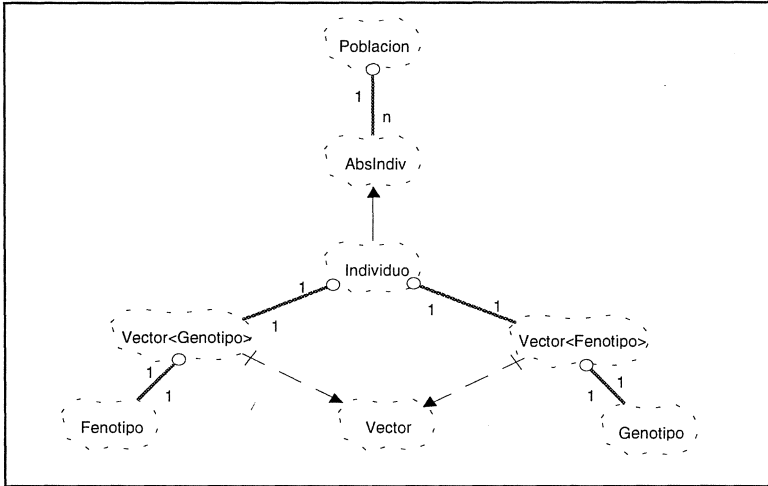 Poblacion
1
n
AbsIndiv
Individuo
1
1
1
1
Vector<Genotipo>
Vector<Fenotipo>
1
1
1
1
Fenotipo
Vector
Genotipo